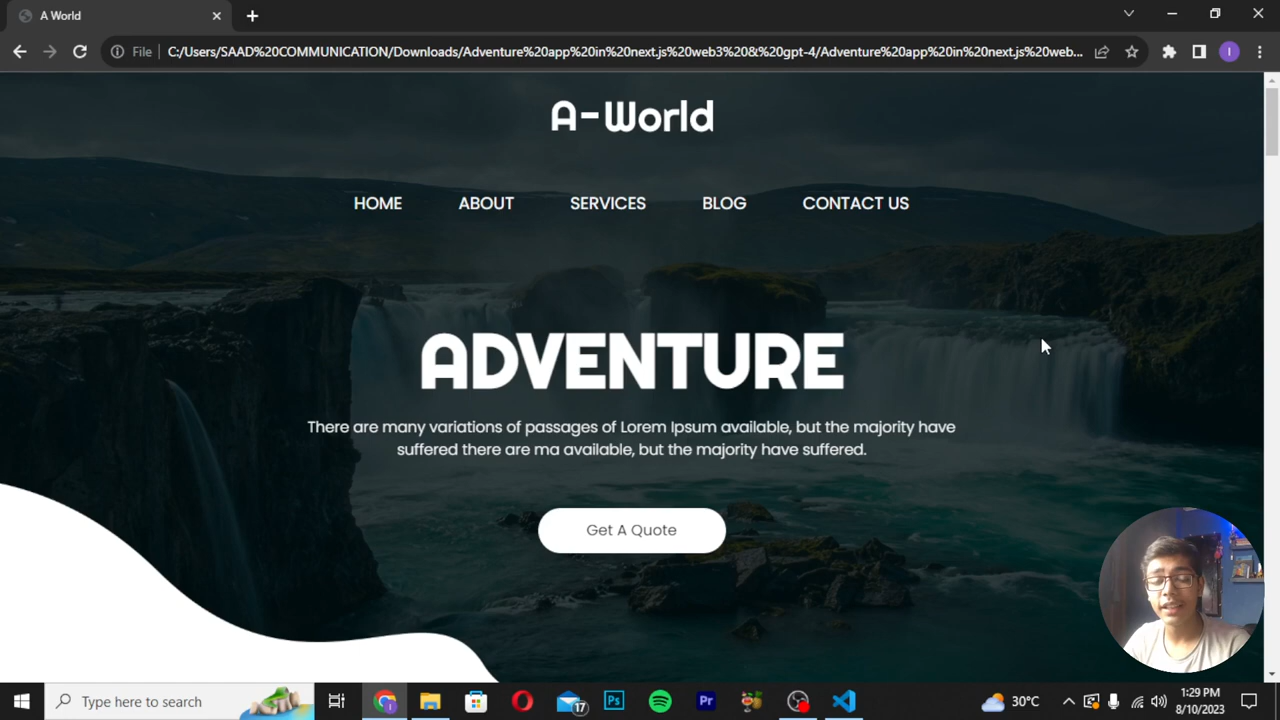 A World
File
C:/Users/SAAD%20COMMUNICATION/Downloads/Adventure%20app%20in%20next.js%20web3%20&%20gpt-4/Adventure%20app%20in%20next.js%20web...
I
A-World
HOME
ABOUT
SERVICES
BLOG
CONTACT US
ADVENTURE
There are many variations of passages of Lorem Ipsum available, but the majority have
suffered there are ma available, but the majority have suffered.
Get A Quote
Type here to search
17
Ps
Pr
30°C
1:29 PM
8/10/2023